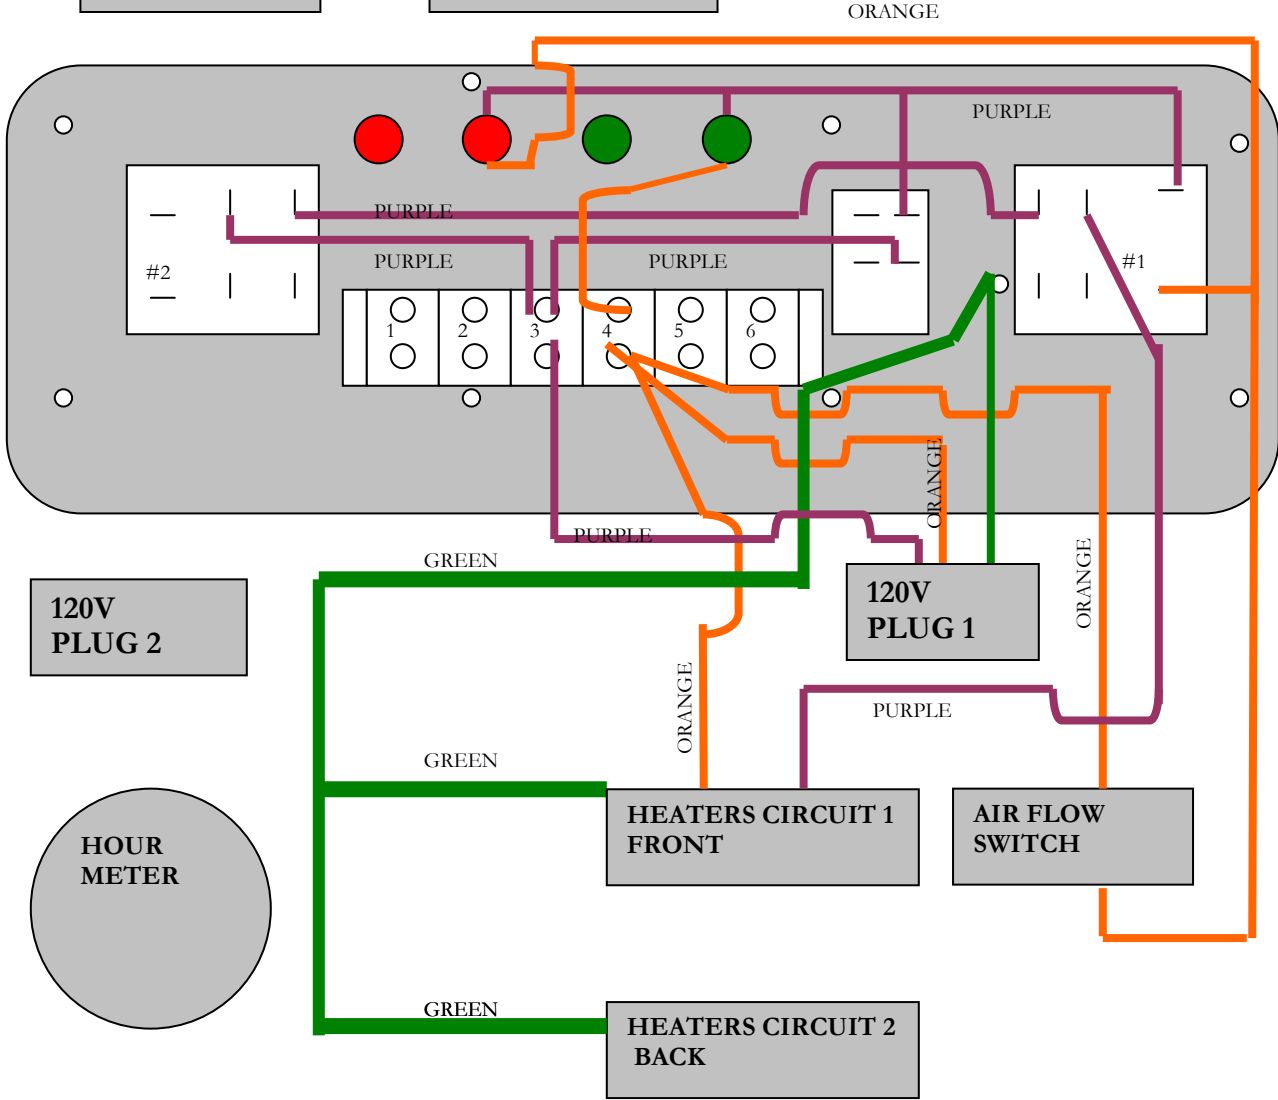 ORANGE
PURPLE
PURPLE
PURPLE
PURPLE
#2
#1
1
2
3
4
5
6
ORANGE
PURPLE
GREEN
ORANGE
120V
PLUG 2
120V
PLUG 1
ORANGE
PURPLE
GREEN
HOUR
METER
HEATERS CIRCUIT 1
FRONT
AIR FLOW
SWITCH
GREEN
HEATERS CIRCUIT 2
BACK